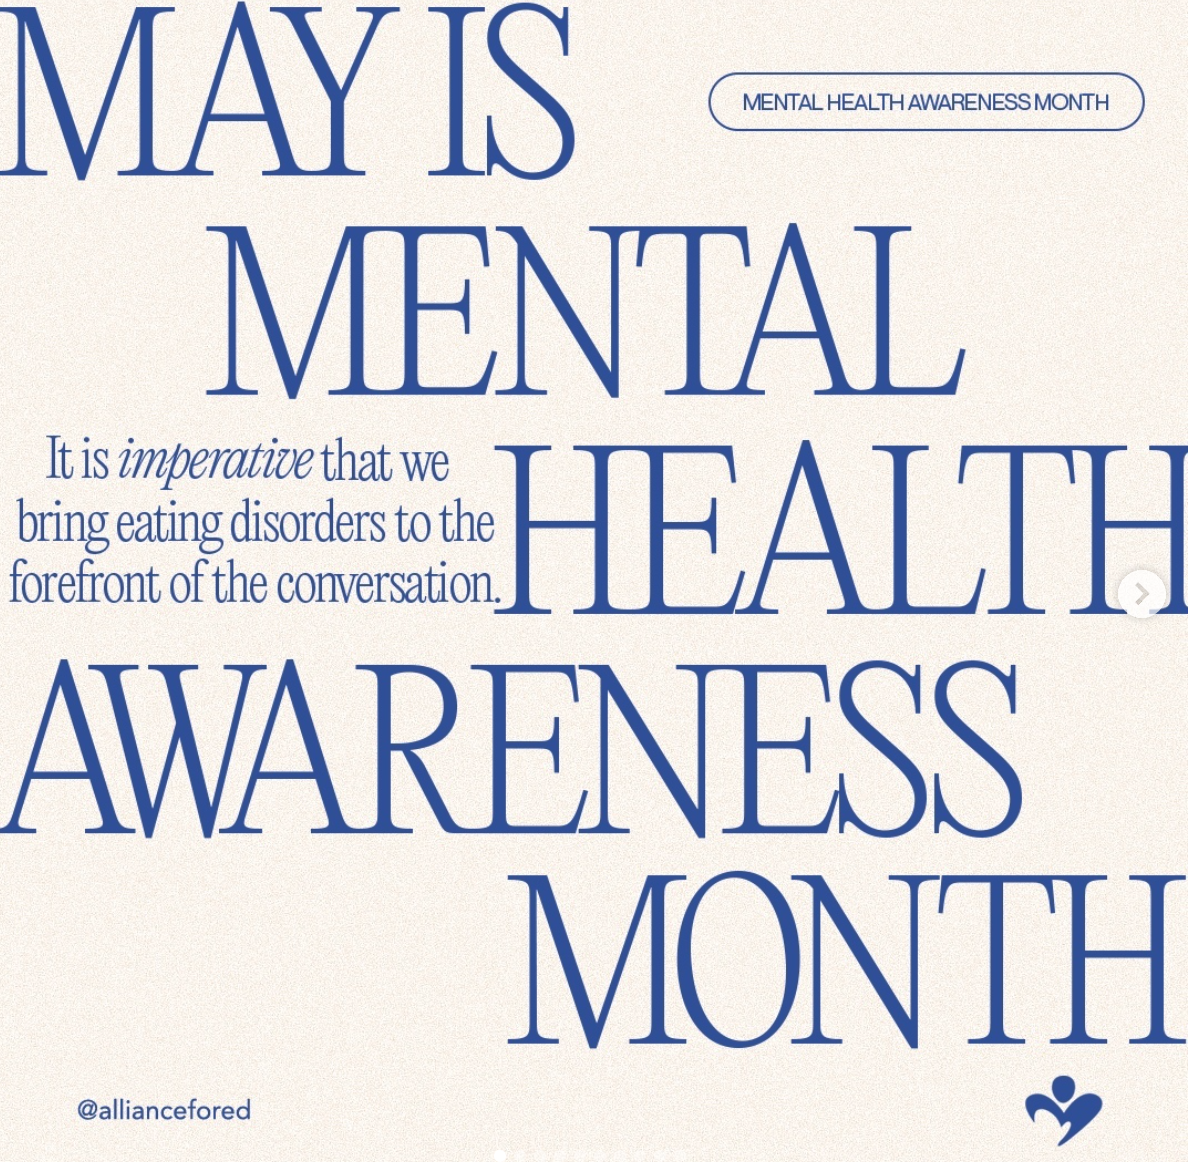 MAY IS
MENTAL HEALTH AWARENESS MONTH
MENTAL
It is imperative that we
bring eating disorders to the
forefront of the conversation.
HEALTH
AWARENESS
MONTH
@alliancefored